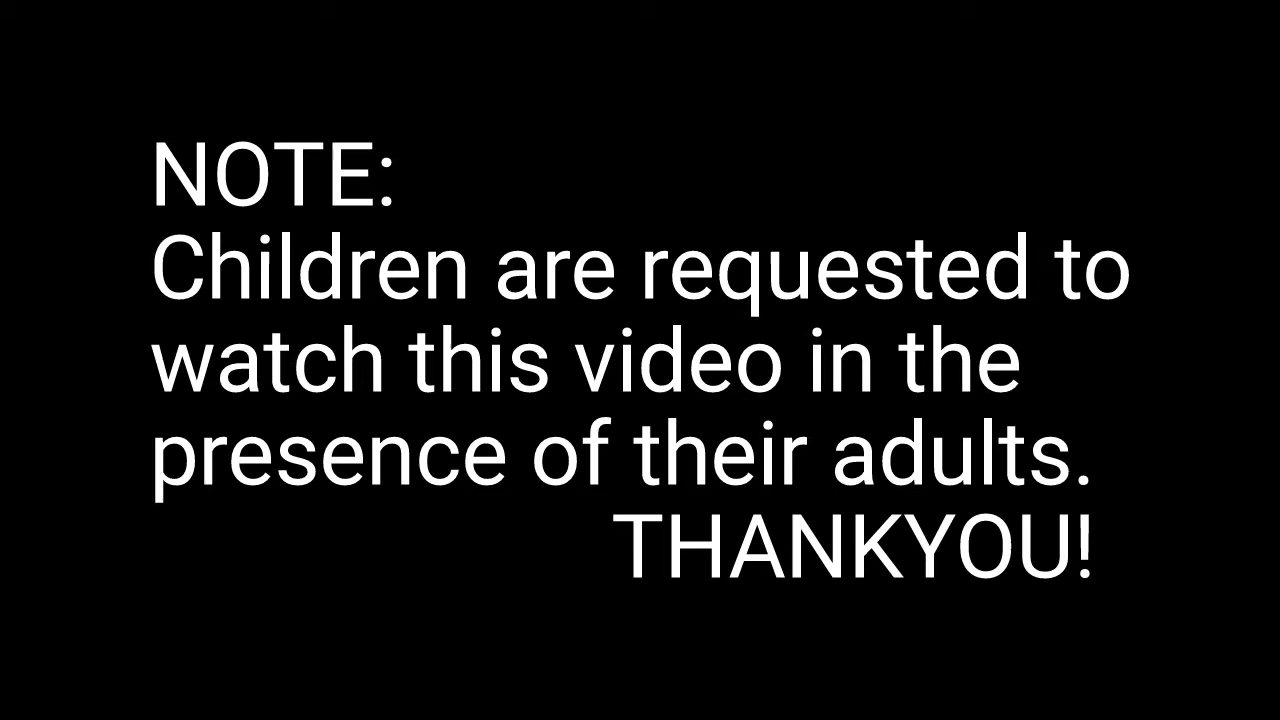 NOTE:
Children are requested to
watch this video in the
presence of their adults.
THANKYOU!